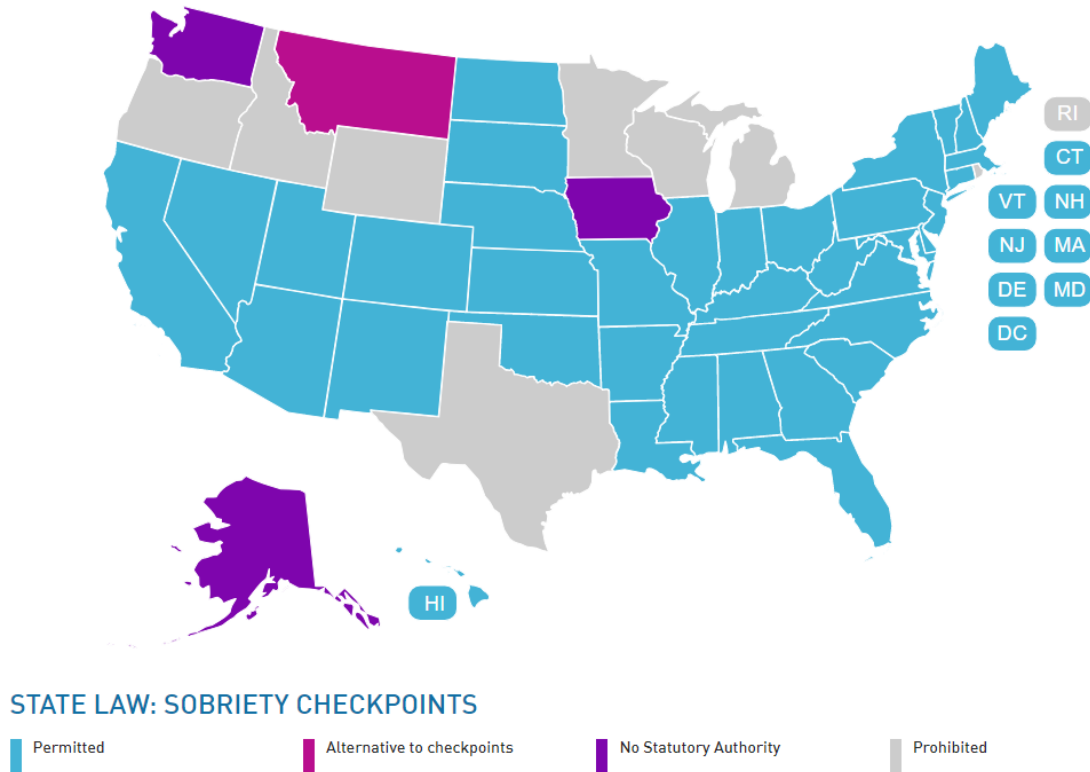 RI
CT
VT NH
NJ MA
DE MD
DC
HI
STATE LAW: SOBRIETY CHECKPOINTS
Permitted Alternative to checkpoints No Statutory Authority Prohibited